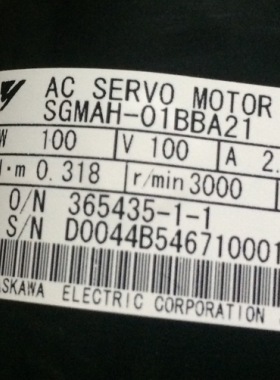 AC SERVO MOTOR
SGMAH-01BBA21
W 100 V 100 A 2.
N·m 0.318 r/min 3000
O/N 365435-1-1
S/N D0044B546710001
ASKAWA ELECTRIC CORPORATION